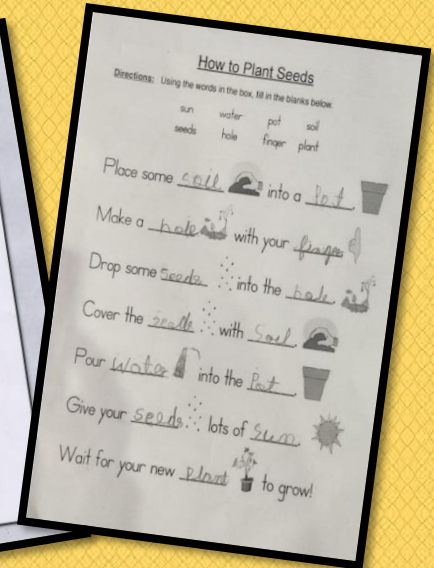 How to Plant Seeds
Directions: Using the words in the box, fill in the blanks below.
sun water pot soil
seeds hole finger plant
Place some soil into a Pot
Make a hole with your finger
Drop some Seeds into the hole
Cover the with Soil
Pour Water into the Pot
Give your seeds lots of Sun
Wait for your new plant to grow!